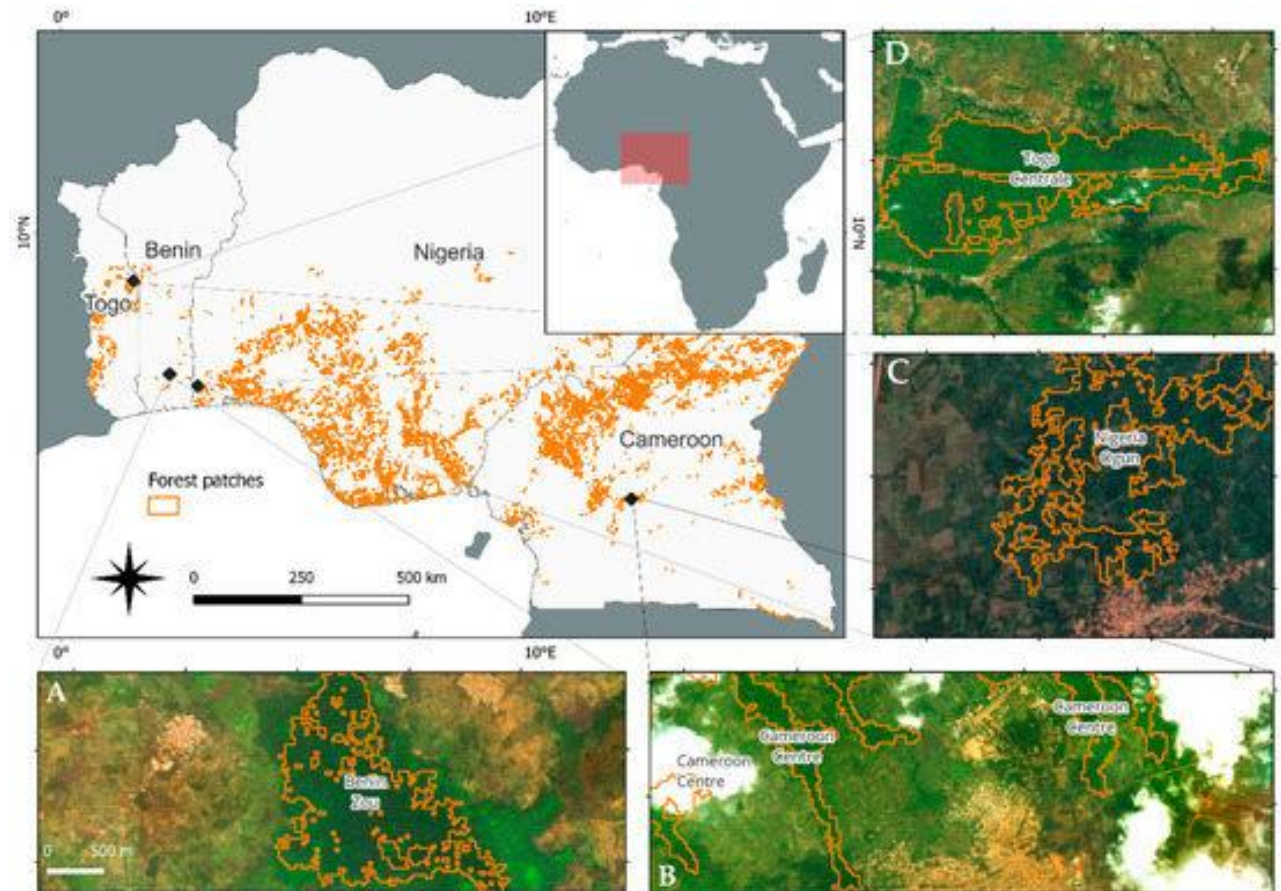 0°
10°E
10°N
Benin
Nigeria
Togo
Cameroon
Forest patches
0 250 500 km
0°
10°E
10°N
D
Togo
Centrale
C
Nigeria
Ogun
A
Benin
Zou
0 500 m
B
Cameroon
Centre
Cameroon
Centre
Cameroon
Centre